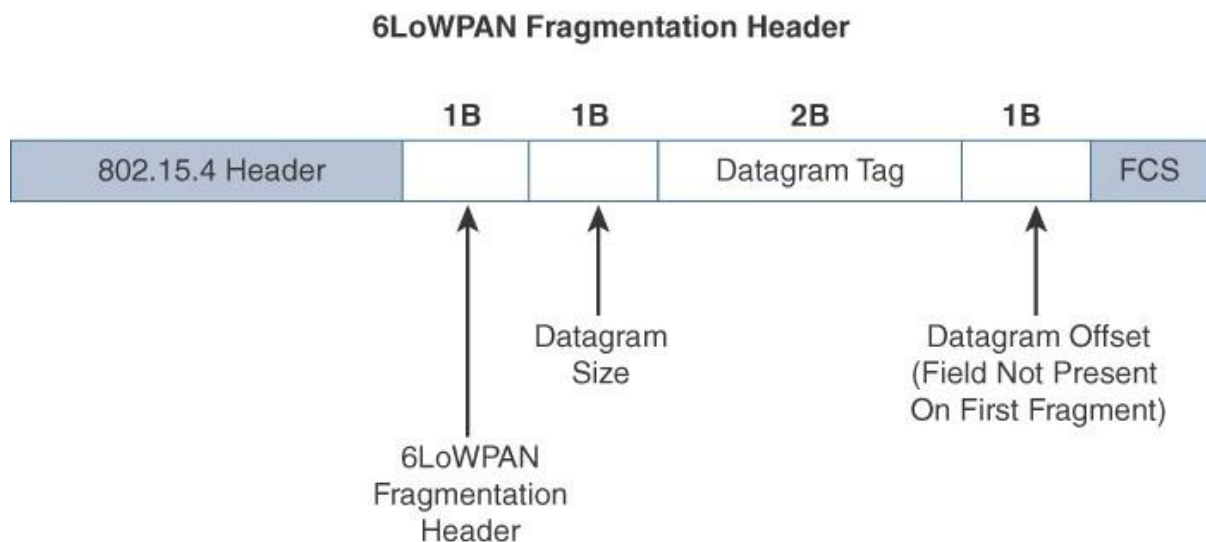 6LoWPAN Fragmentation Header
1B 1B 2B 1B
802.15.4 Header Datagram Tag FCS
Datagram
Size
Datagram Offset
(Field Not Present
On First Fragment)
6LoWPAN
Fragmentation
Header